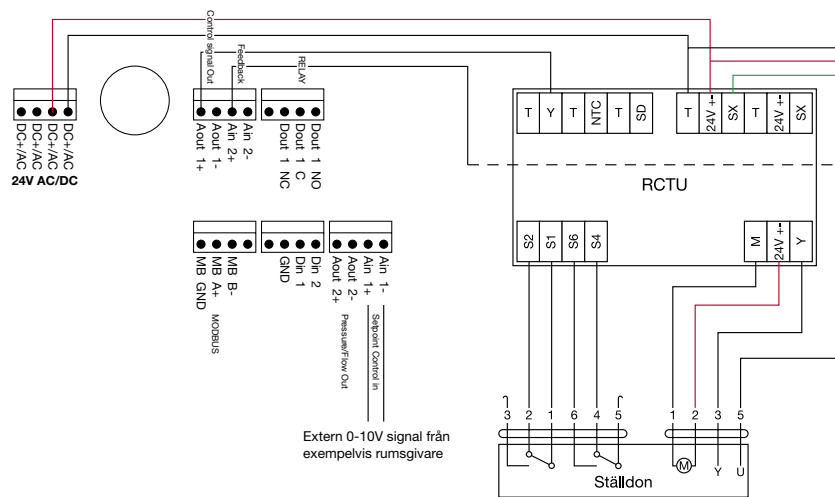 Control signal Out
Feedback
RELAY
DC+/AC
DC+/AC
DC+/AC
DC+/AC
24V AC/DC
Aout 1+
Aout 1-
Ain 2+
Ain 2-
Dout 1 NC
Dout 1 C
Dout 1 NO
T
Y
T
NTC
T
SD
T
24V +-
SX
T
24V +-
SX
RCTU
MB GND
MB A+
MB B-
MODBUS
GND
Din 1
Din 2
Aout 2+
Aout 2-
Ain 1+
Ain 1-
Pressure/Flow Out
Setpoint Control in
S2
S1
S6
S4
M
24V +-
Y
Extern 0-10V signal från
exempelvis rumsgivare
3 2 1 6 4 5
1 2 3 5
M Y U
Ställdon